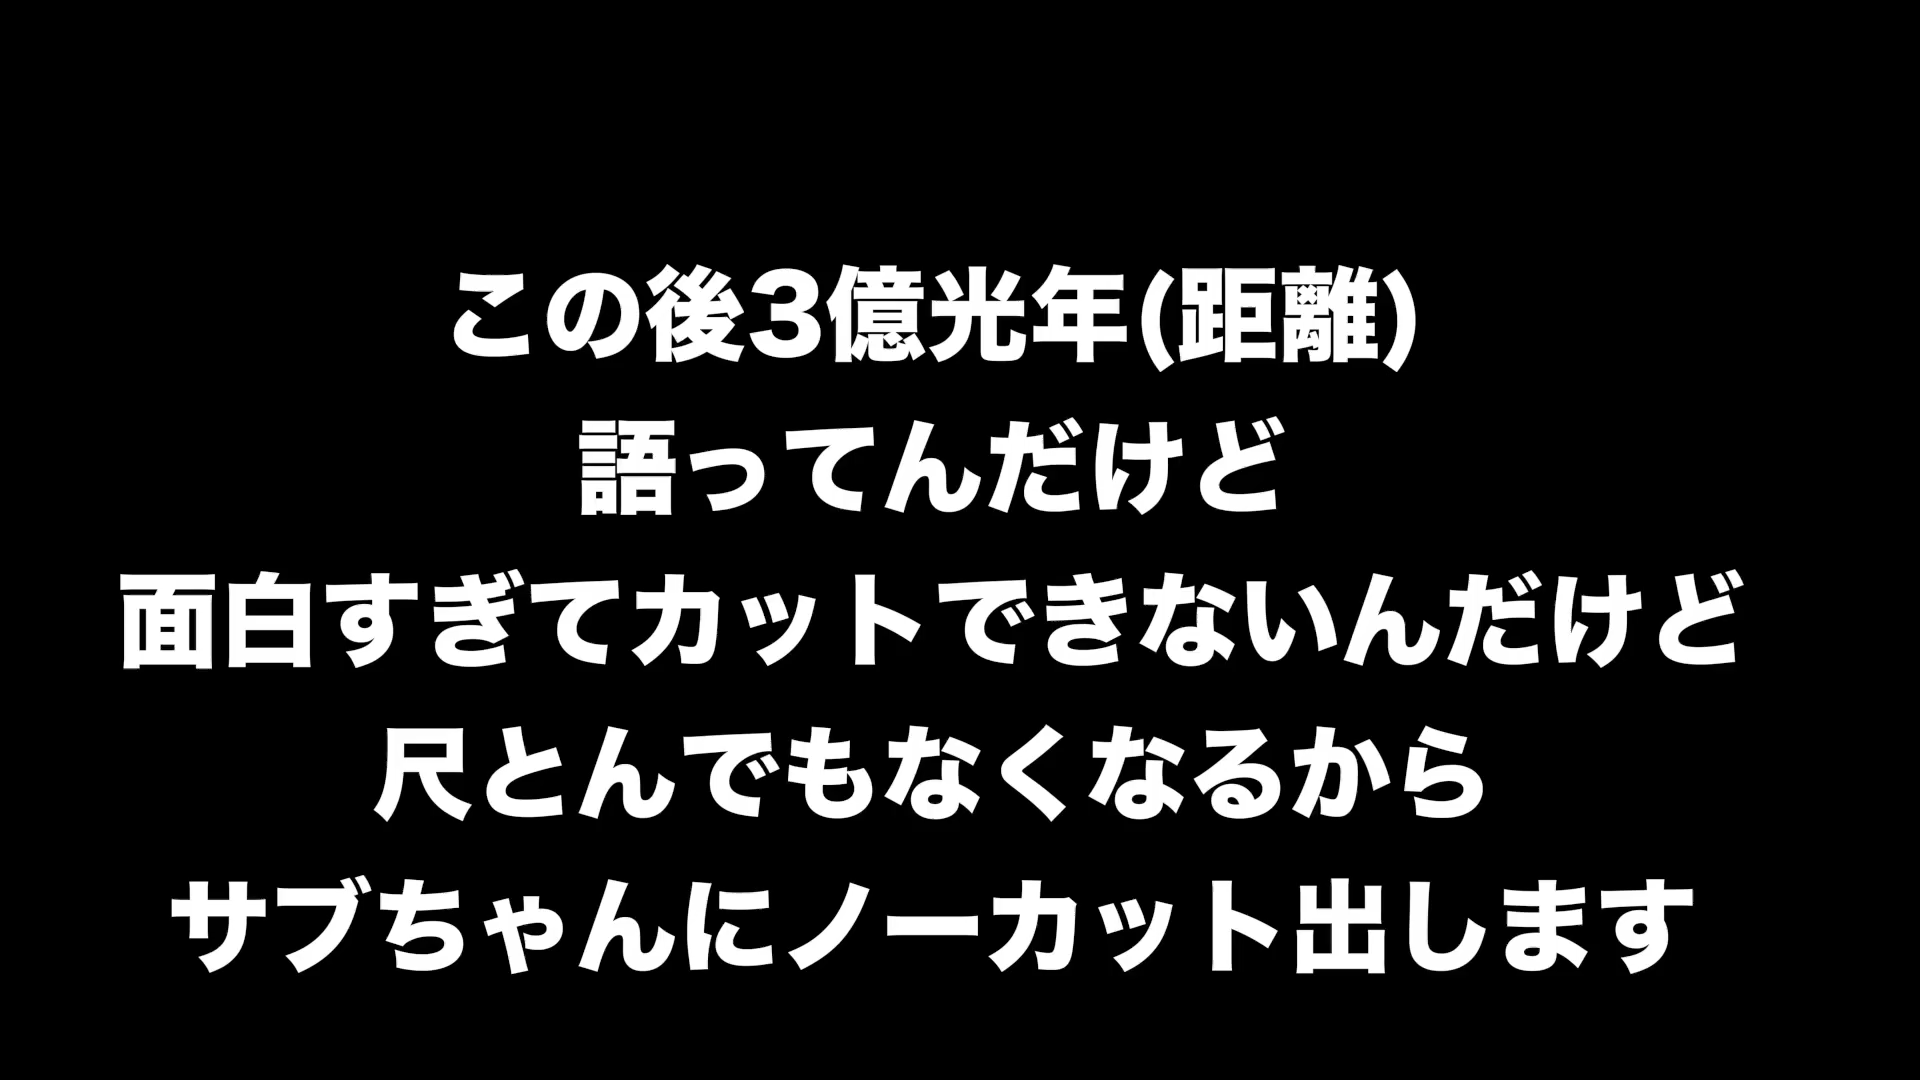 この後3億光年(距離)
語ってんだけど
面白すぎてカットできないんだけど
尺とんでもなくなるから
サブちゃんにノーカット出します